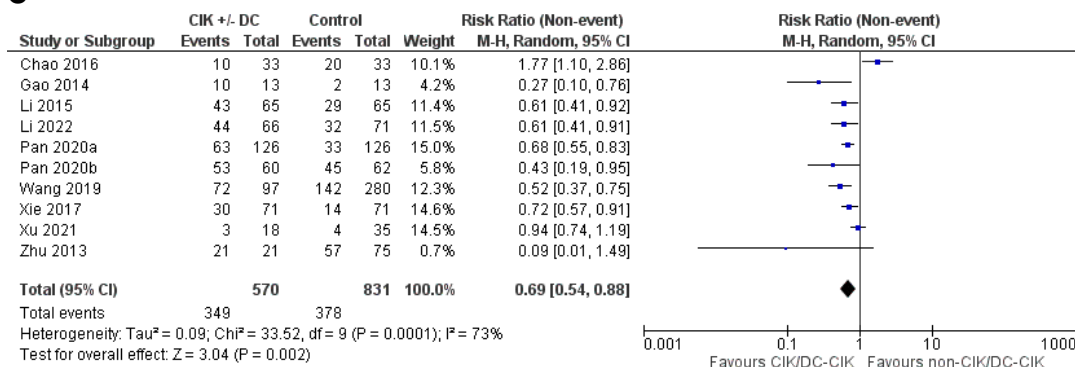 CIK +/- DC Control Risk Ratio (Non-event) Risk Ratio (Non-event)
Study or Subgroup Events Total Events Total Weight M-H, Random, 95% CI M-H, Random, 95% CI
Chao 2016 10 33 20 33 10.1% 1.77 [1.10, 2.86]
Gao 2014 10 13 2 13 4.2% 0.27 [0.10, 0.76]
Li 2015 43 65 29 65 11.4% 0.61 [0.41, 0.92]
Li 2022 44 66 32 71 11.5% 0.61 [0.41, 0.91]
Pan 2020a 63 126 33 126 15.0% 0.68 [0.55, 0.83]
Pan 2020b 53 60 45 62 5.8% 0.43 [0.19, 0.95]
Wang 2019 72 97 142 280 12.3% 0.52 [0.37, 0.75]
Xie 2017 30 71 14 71 14.6% 0.72 [0.57, 0.91]
Xu 2021 3 18 4 35 14.5% 0.94 [0.74, 1.19]
Zhu 2013 21 21 57 75 0.7% 0.09 [0.01, 1.49]
Total (95% CI) 570 831 100.0% 0.69 [0.54, 0.88]
Total events 349 378
Heterogeneity: Tau² = 0.09; Chi² = 33.52, df = 9 (P = 0.0001); I² = 73%
Test for overall effect: Z = 3.04 (P = 0.002)
0.001 0.1 1 10 1000
Favours CIK/DC-CIK Favours non-CIK/DC-CIK